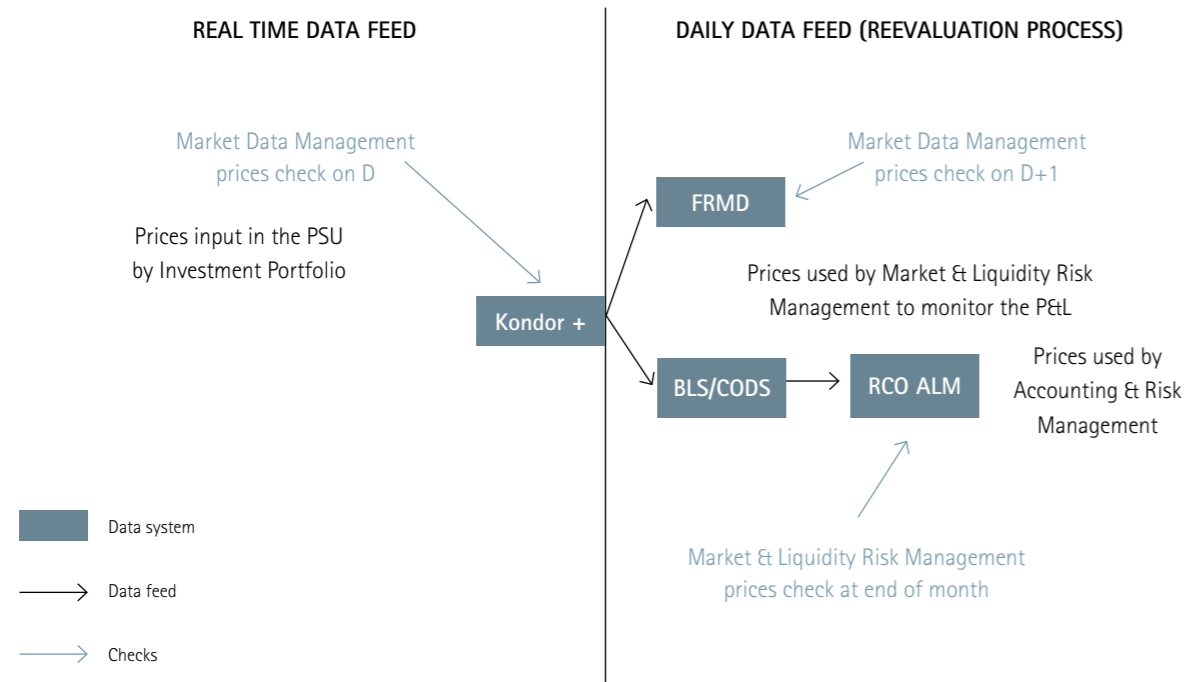 REAL TIME DATA FEED
DAILY DATA FEED (REEVALUATION PROCESS)
Market Data Management
prices check on D
Prices input in the PSU
by Investment Portfolio
Kondor +
Market Data Management
prices check on D+1
FRMD
Prices used by Market & Liquidity Risk
Management to monitor the P&L
BLS/CODS
RCO ALM
Prices used by
Accounting & Risk
Management
Market & Liquidity Risk Management
prices check at end of month
Data system
Data feed
Checks